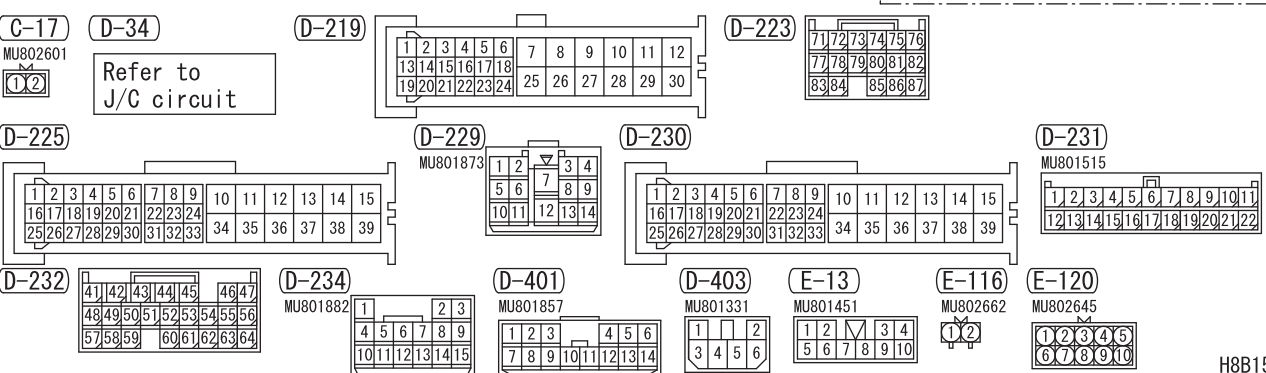 C-17
MU802601
1 2
D-34
Refer to
J/C circuit
D-219
1 2 3 4 5 6 7 8 9 10 11 12
13 14 15 16 17 18
19 20 21 22 23 24 25 26 27 28 29 30
D-223
71 72 73 74 75 76
77 78 79 80 81 82
83 84 85 86 87
D-225
1 2 3 4 5 6 7 8 9 10 11 12 13 14 15
16 17 18 19 20 21 22 23 24
25 26 27 28 29 30 31 32 33 34 35 36 37 38 39
D-229
MU801873
1 2 3 4
5 6 7 8 9
10 11 12 13 14
D-230
1 2 3 4 5 6 7 8 9 10 11 12 13 14 15
16 17 18 19 20 21 22 23 24
25 26 27 28 29 30 31 32 33 34 35 36 37 38 39
D-231
MU801515
1 2 3 4 5 6 7 8 9 10 11
12 13 14 15 16 17 18 19 20 21 22
D-232
41 42 43 44 45 46 47
48 49 50 51 52 53 54 55 56
57 58 59 60 61 62 63 64
D-234
MU801882
1 2 3
4 5 6 7 8 9
10 11 12 13 14 15
D-401
MU801857
1 2 3 4 5 6
7 8 9 10 11 12 13 14
D-403
MU801331
1 2
3 4 5 6
E-13
MU801451
1 2 3 4
5 6 7 8 9 10
E-116
MU802662
1 2
E-120
MU802645
1 2 3 4 5
6 7 8 9 10
H8B15